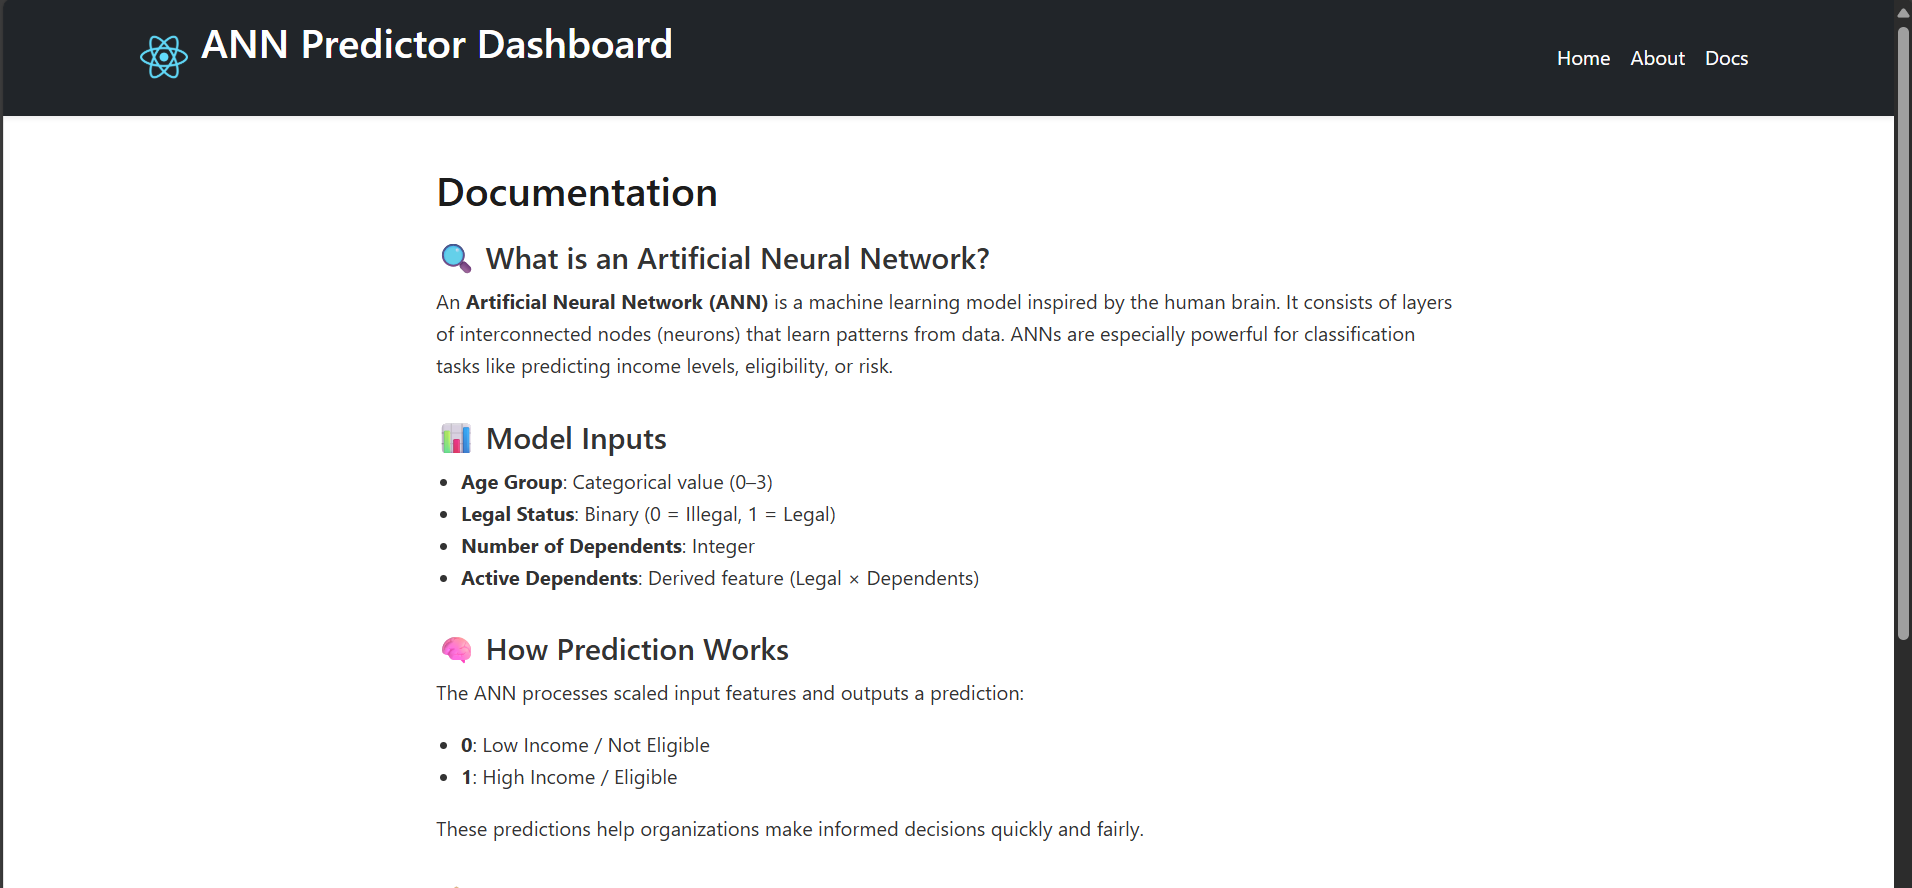 ANN Predictor Dashboard
Home About Docs
Documentation
What is an Artificial Neural Network?
An Artificial Neural Network (ANN) is a machine learning model inspired by the human brain. It consists of layers
of interconnected nodes (neurons) that learn patterns from data. ANNs are especially powerful for classification
tasks like predicting income levels, eligibility, or risk.
Model Inputs
• Age Group: Categorical value (0–3)
• Legal Status: Binary (0 = Illegal, 1 = Legal)
• Number of Dependents: Integer
• Active Dependents: Derived feature (Legal × Dependents)
How Prediction Works
The ANN processes scaled input features and outputs a prediction:
• 0: Low Income / Not Eligible
• 1: High Income / Eligible
These predictions help organizations make informed decisions quickly and fairly.